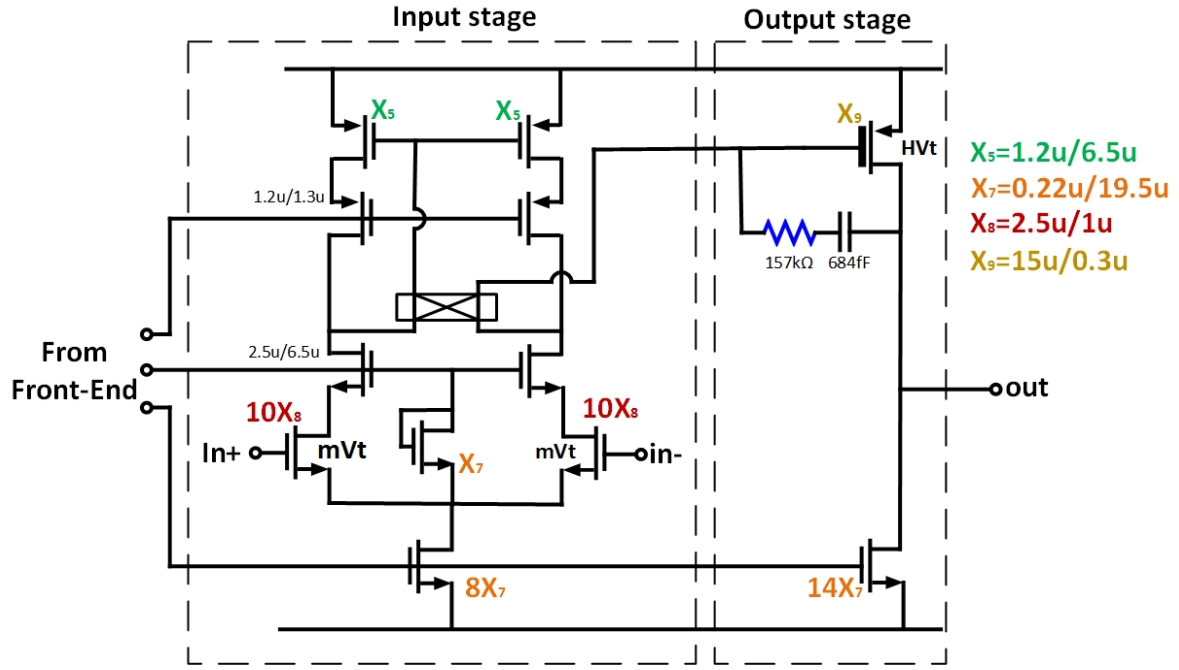 Input stage
Output stage
X₅
X₅
X₉
HVt
X₅=1.2u/6.5u
X₇=0.22u/19.5u
X₈=2.5u/1u
X₉=15u/0.3u
1.2u/1.3u
157kΩ
684fF
From
Front-End
2.5u/6.5u
out
10X₈
10X₈
In+
mVt
X₇
mVt
in-
8X₇
14X₇